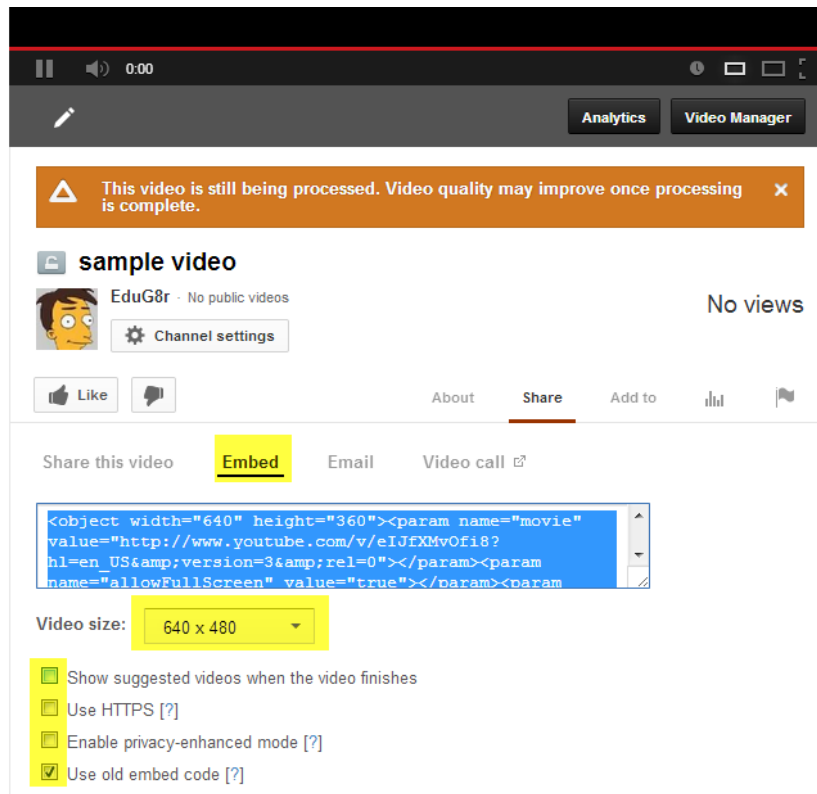 0:00
Analytics Video Manager
This video is still being processed. Video quality may improve once processing
is complete.
sample video
EduG8r · No public videos
No views
Channel settings
Like About Share Add to
Share this video Embed Email Video call
<object width="640" height="360"><param name="movie"
value="http://www.youtube.com/v/eIJfXMvOfi8?
hl=en_US&amp;version=3&amp;rel=0"></param><param
name="allowFullScreen" value="true"></param><param
Video size: 640 x 480
Show suggested videos when the video finishes
Use HTTPS [?]
Enable privacy-enhanced mode [?]
Use old embed code [?]